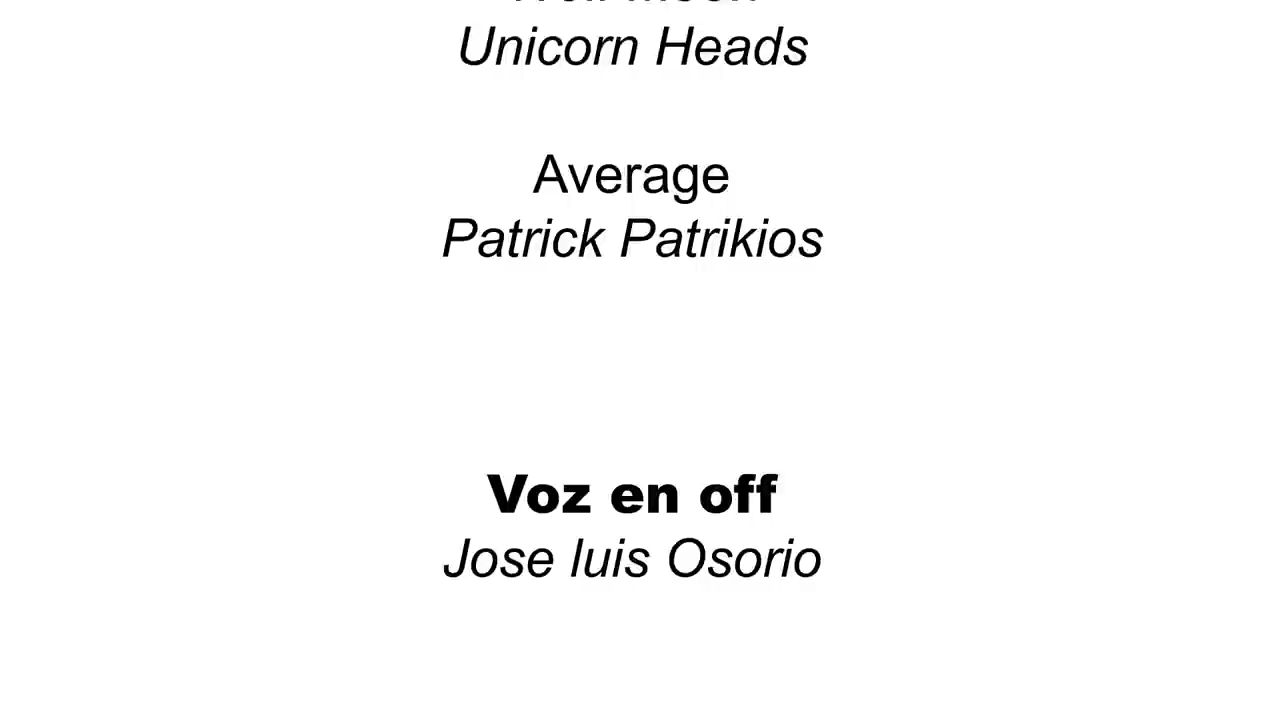 Unicorn Heads
Average
Patrick Patrikios
Voz en off
Jose luis Osorio